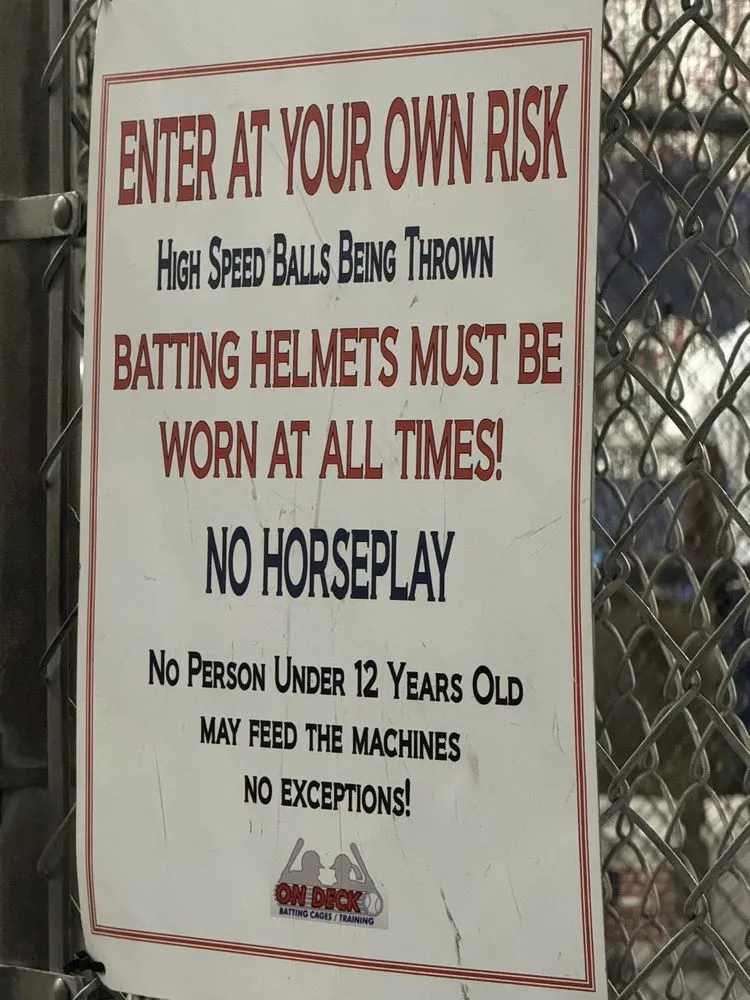 ENTER AT YOUR OWN RISK
HIGH SPEED BALLS BEING THROWN
BATTING HELMETS MUST BE
WORN AT ALL TIMES!
NO HORSEPLAY
NO PERSON UNDER 12 YEARS OLD
MAY FEED THE MACHINES
NO EXCEPTIONS!
ON DECK
BATTING CAGES / TRAINING